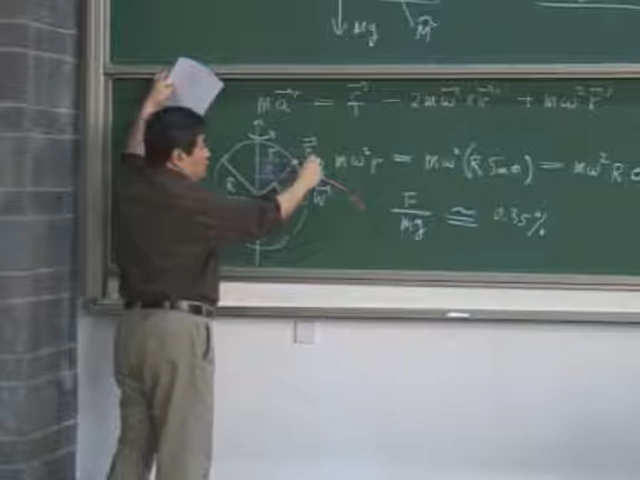 Mg
ma⃗' = f⃗ - 2mω⃗×v⃗' + mω²r⃗'
R
mω²r = mω²(R Sinθ) = mω²R
F/mg ≅ 0.35%